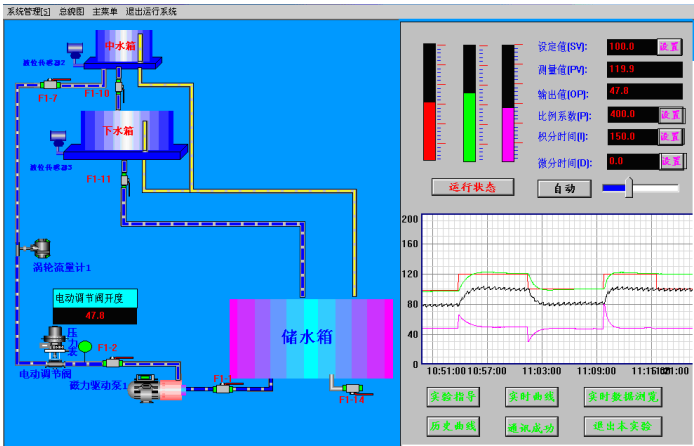 系统管理[S] 总貌图 主菜单 退出运行系统
中水箱
液位传感器2
F1-7
F1-10
下水箱
液位传感器3
F1-11
涡轮流量计1
电动调节阀开度
47.8
压力表
F1-2
电动调节阀
磁力驱动泵1
F1-1
储水箱
F1-14
设定值(SV): 100.0 设置
测量值(PV): 119.9
输出值(OP): 47.8
比例系数(P): 400.0 设置
积分时间(I): 150.0 设置
微分时间(D): 0.0 设置
运行状态 自动
200
160
120
80
40
0
10:51:00 10:57:00 11:03:00 11:09:00
实验指导 实时曲线 实时数据浏览
历史曲线 通讯成功 退出本实验